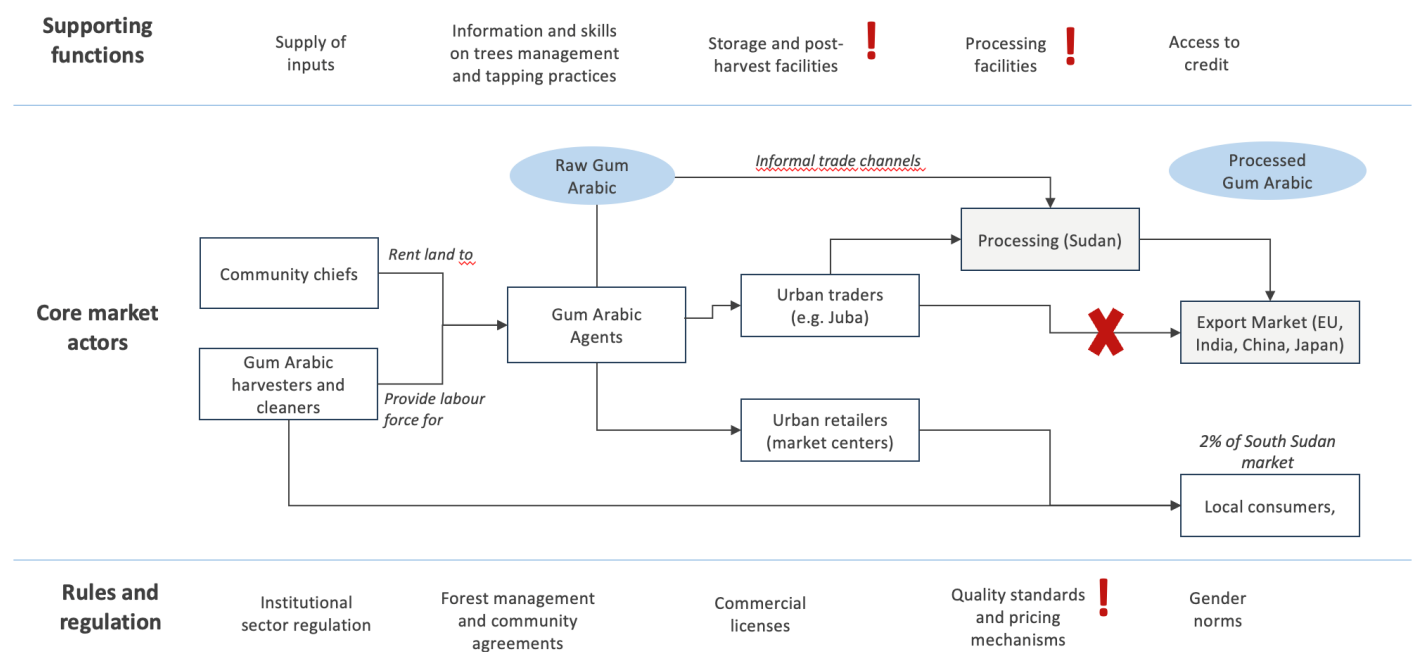 Supporting
functions
Supply of
inputs
Information and skills
on trees management
and tapping practices
Storage and post-
harvest facilities
!
Processing
facilities
!
Access to
credit
Raw Gum
Arabic
Informal trade channels
Processed
Gum Arabic
Core market
actors
Community chiefs
Rent land to
Gum Arabic
harvesters and
cleaners
Provide labour
force for
Gum Arabic
Agents
Urban traders
(e.g. Juba)
Processing (Sudan)
Export Market (EU,
India, China, Japan)
Urban retailers
(market centers)
2% of South Sudan
market
Local consumers,
Rules and
regulation
Institutional
sector regulation
Forest management
and community
agreements
Commercial
licenses
Quality standards
and pricing
mechanisms
!
Gender
norms